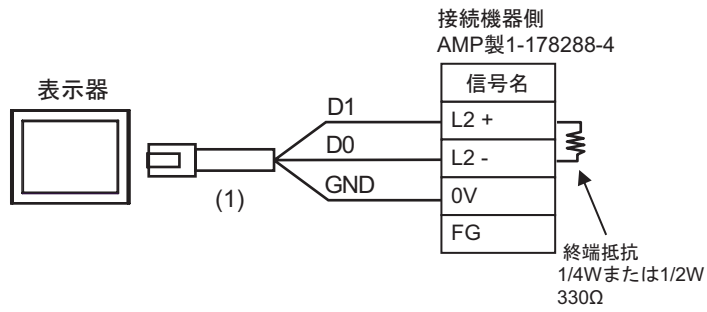 接続機器側
AMP製1-178288-4
表示器
信号名
D1
L2 +
D0
L2 -
GND
0V
(1)
FG
終端抵抗
1/4Wまたは1/2W
330Ω